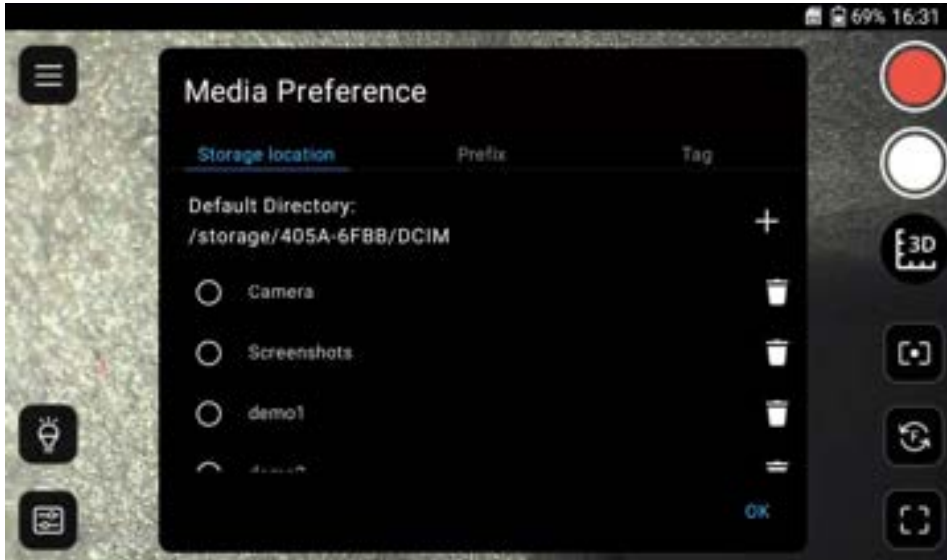 69% 16:31
Media Preference
Storage location Prefix Tag
Default Directory:
/storage/405A-6FBB/DCIM
Camera
Screenshots
demo1
3D
F
OK